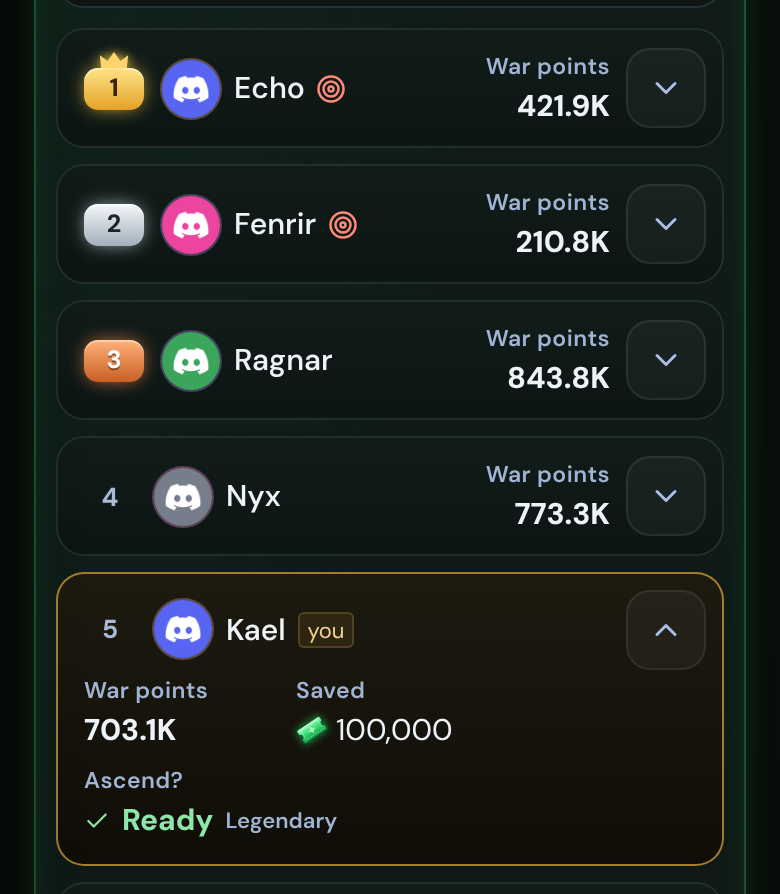 1 Echo War points
421.9K
2 Fenrir War points
210.8K
3 Ragnar War points
843.8K
4 Nyx War points
773.3K
5 Kael you
War points Saved
703.1K 100,000
Ascend?
Ready Legendary